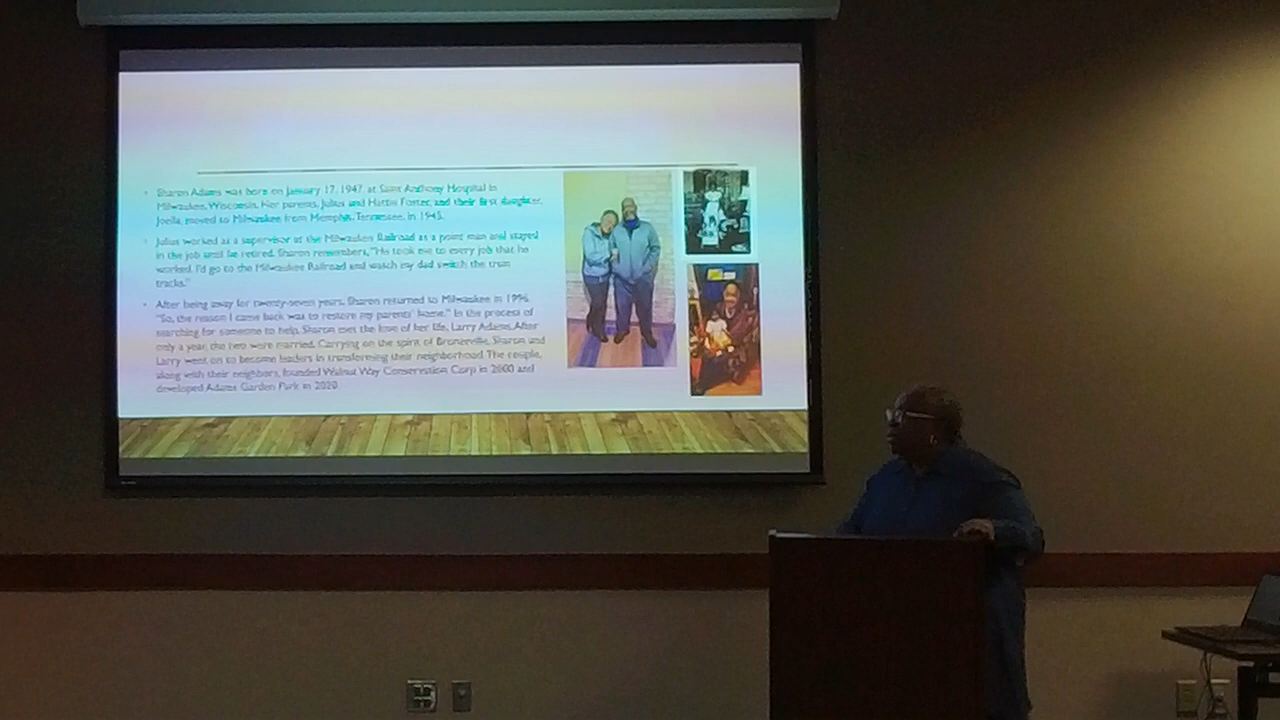 Sharon Adams was born on January 17, 1947, at Saint Anthony Hospital in
Milwaukee, Wisconsin. Her parents, Julius and Hattie Foster, and their first daughter,
Joella, moved to Milwaukee from Memphis, Tennessee, in 1945.
Julius worked as a supervisor at the Milwaukee Railroad as a point man and stayed
in the job until he retired. Sharon remembers, "He took me to every job that he
worked. I'd go to the Milwaukee Railroad and watch my dad switch the train
tracks."
After being away for twenty-seven years, Sharon returned to Milwaukee in 1996.
"So, the reason I came back was to restore my parents' home." In the process of
searching for someone to help, Sharon met the love of her life, Larry Adams. After
only a year, the two were married. Carrying on the spirit of Bronzeville, Sharon and
Larry went on to become leaders in transforming their neighborhood. The couple,
along with their neighbors, founded Walnut Way Conservation Corp in 2000 and
developed Adams Garden Park in 2020.